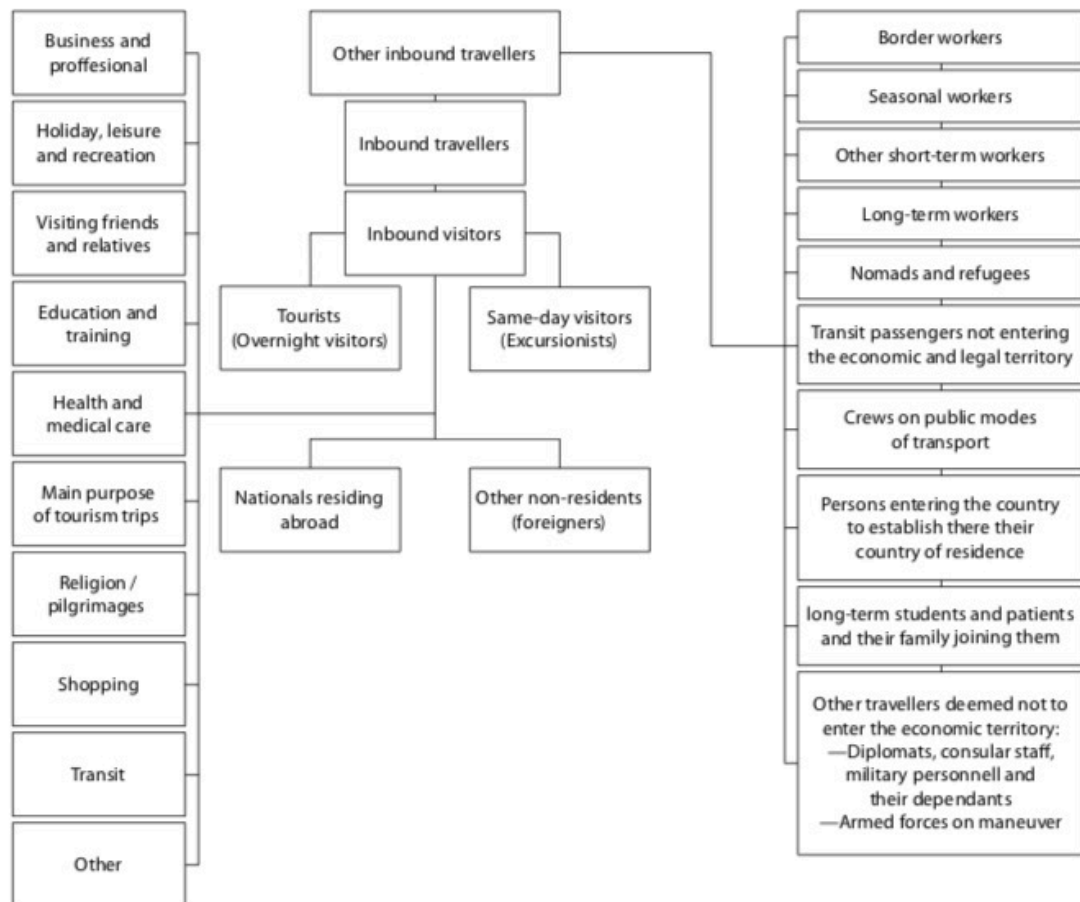 Business and
proffesional
Holiday, leisure
and recreation
Visiting friends
and relatives
Education and
training
Health and
medical care
Main purpose
of tourism trips
Religion /
pilgrimages
Shopping
Transit
Other
Other inbound travellers
Inbound travellers
Inbound visitors
Tourists
(Overnight visitors)
Same-day visitors
(Excursionists)
Nationals residing
abroad
Other non-residents
(foreigners)
Border workers
Seasonal workers
Other short-term workers
Long-term workers
Nomads and refugees
Transit passengers not entering
the economic and legal territory
Crews on public modes
of transport
Persons entering the country
to establish there their
country of residence
long-term students and patients
and their family joining them
Other travellers deemed not to
enter the economic territory:
—Diplomats, consular staff,
military personnell and
their dependants
—Armed forces on maneuver